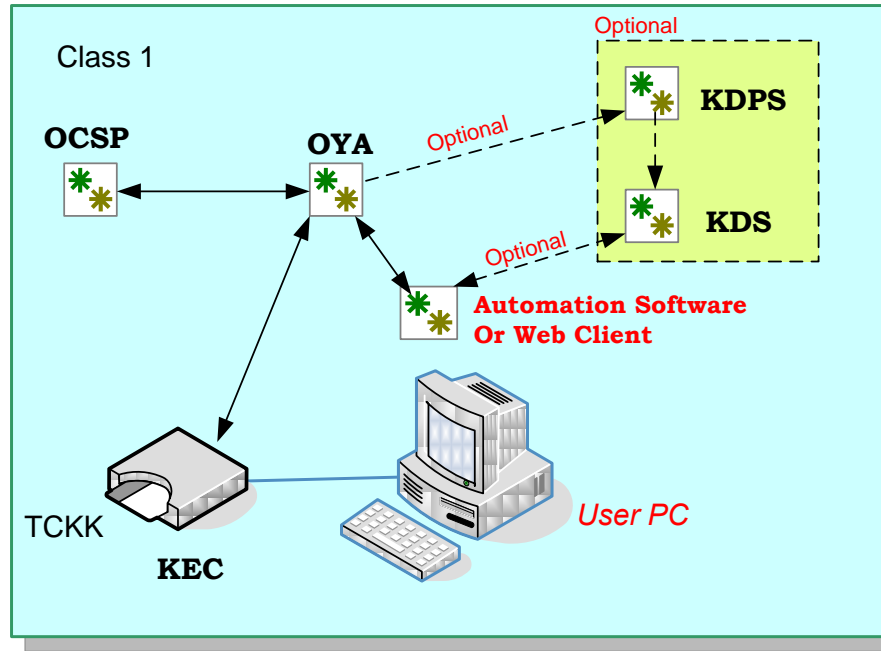 Optional
Class 1
KDPS
Optional
OCSP
OYA
KDS
Optional
Automation Software
Or Web Client
User PC
TCKK
KEC